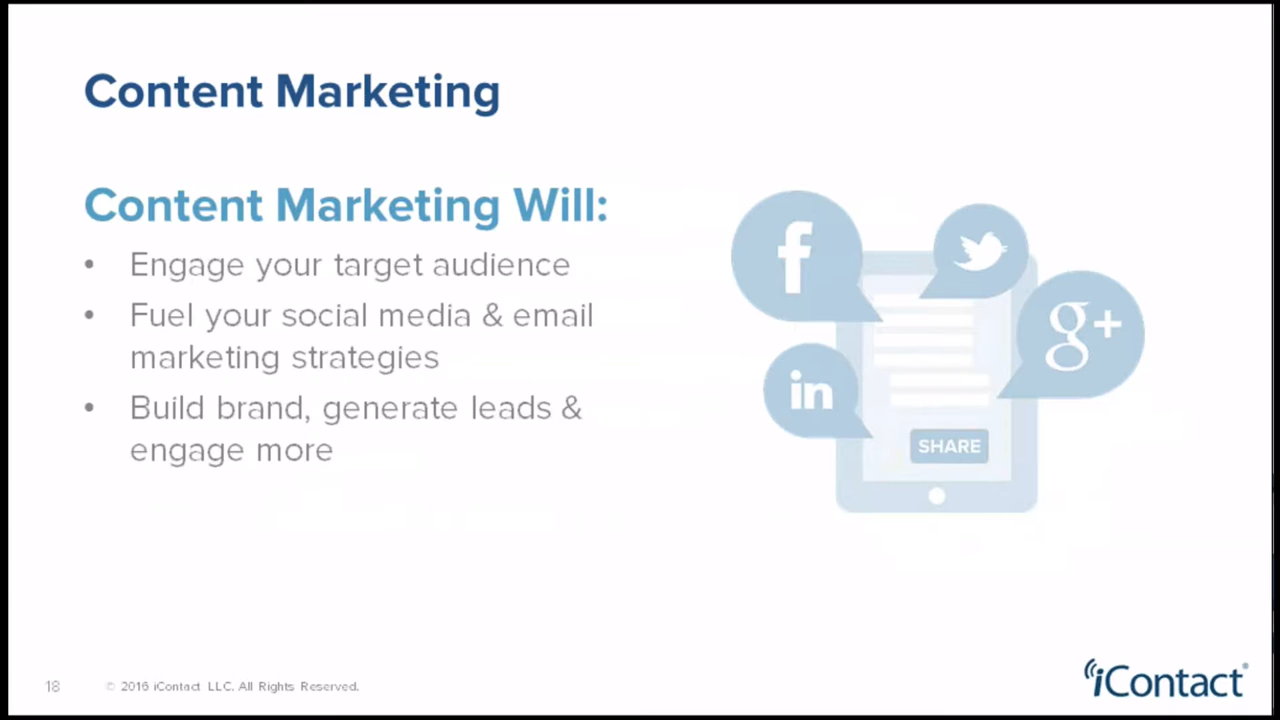 Content Marketing
Content Marketing Will:
• Engage your target audience
• Fuel your social media & email
marketing strategies
• Build brand, generate leads &
engage more
f
g+
in
SHARE
18 © 2016 iContact LLC. All Rights Reserved.
iContact®